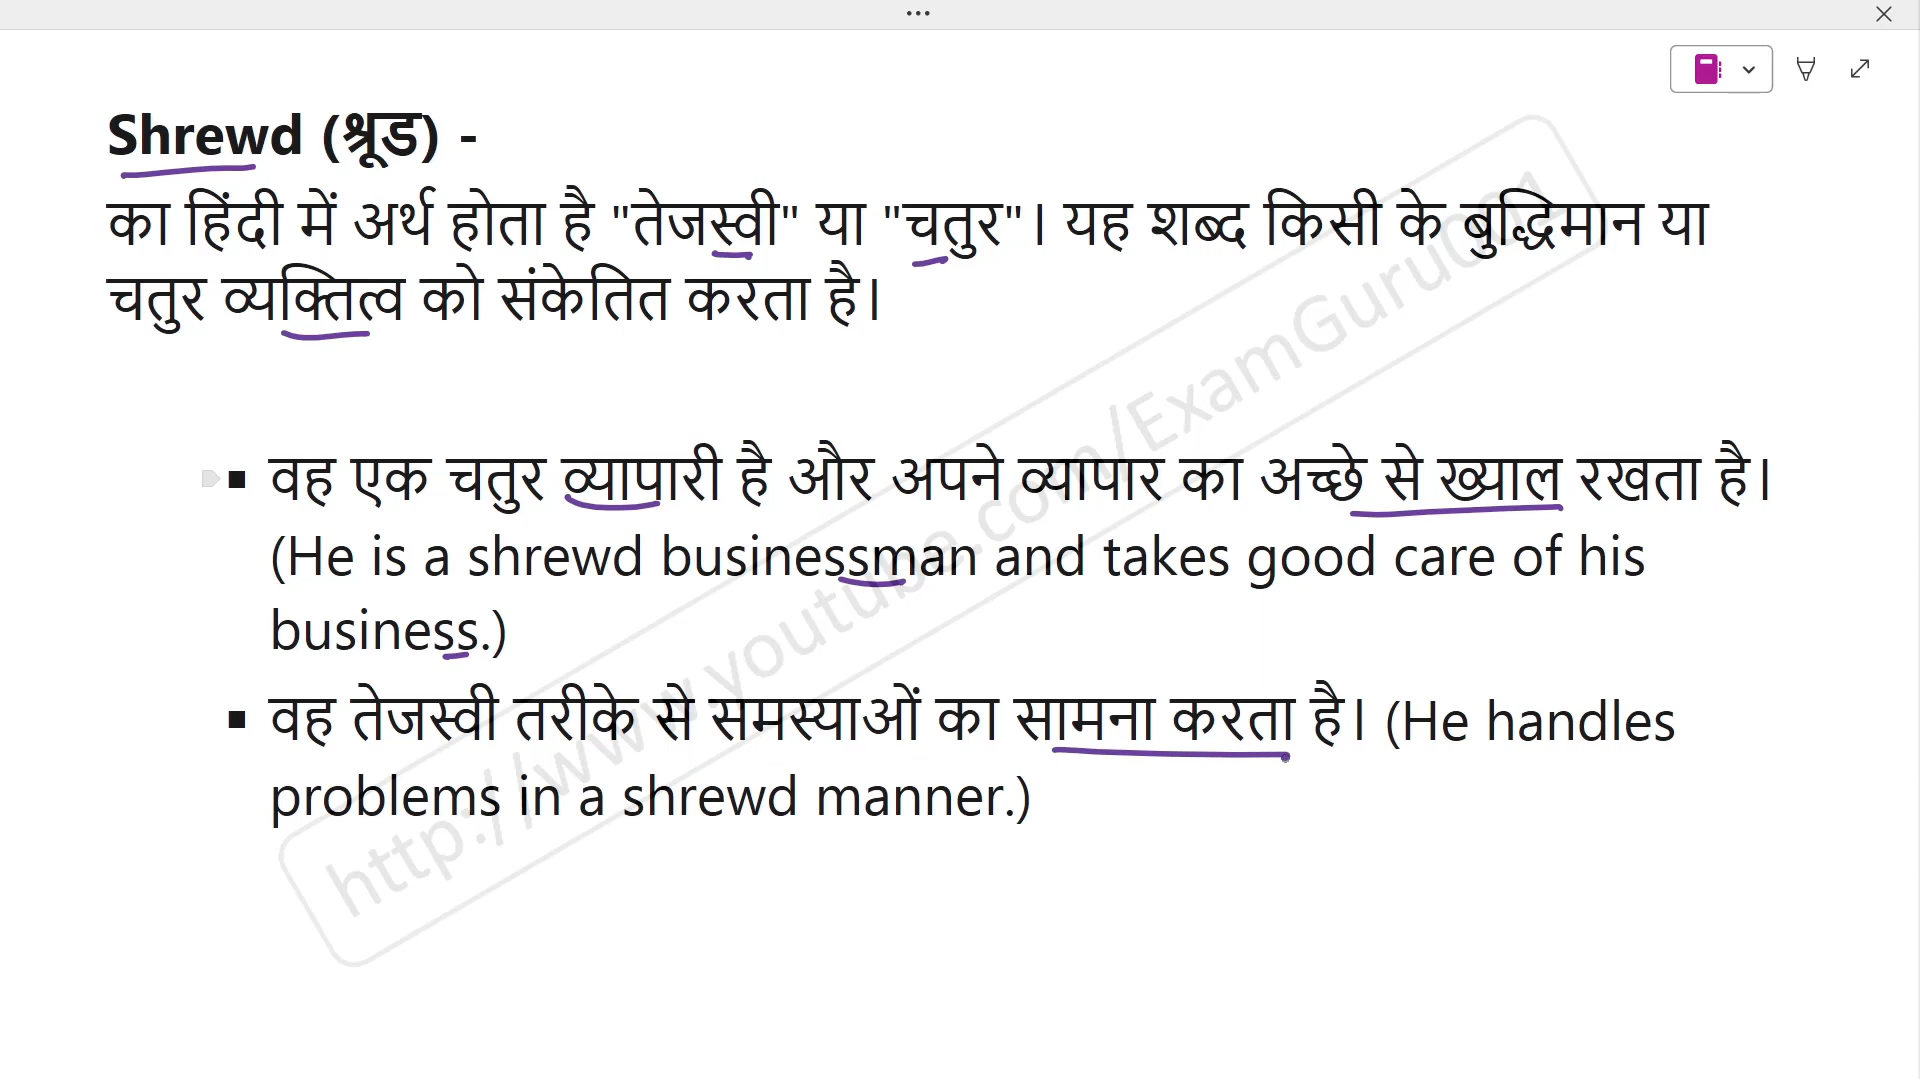 Shrewd (श्रूड) -
का हिंदी में अर्थ होता है "तेजस्वी" या "चतुर"। यह शब्द किसी के बुद्धिमान या
चतुर व्यक्तित्व को संकेतित करता है।
▪ वह एक चतुर व्यापारी है और अपने व्यापार का अच्छे से ख्याल रखता है।
(He is a shrewd businessman and takes good care of his
business.)
▪ वह तेजस्वी तरीके से समस्याओं का सामना करता है। (He handles
problems in a shrewd manner.)
http://www.youtube.com/ExamGuru001